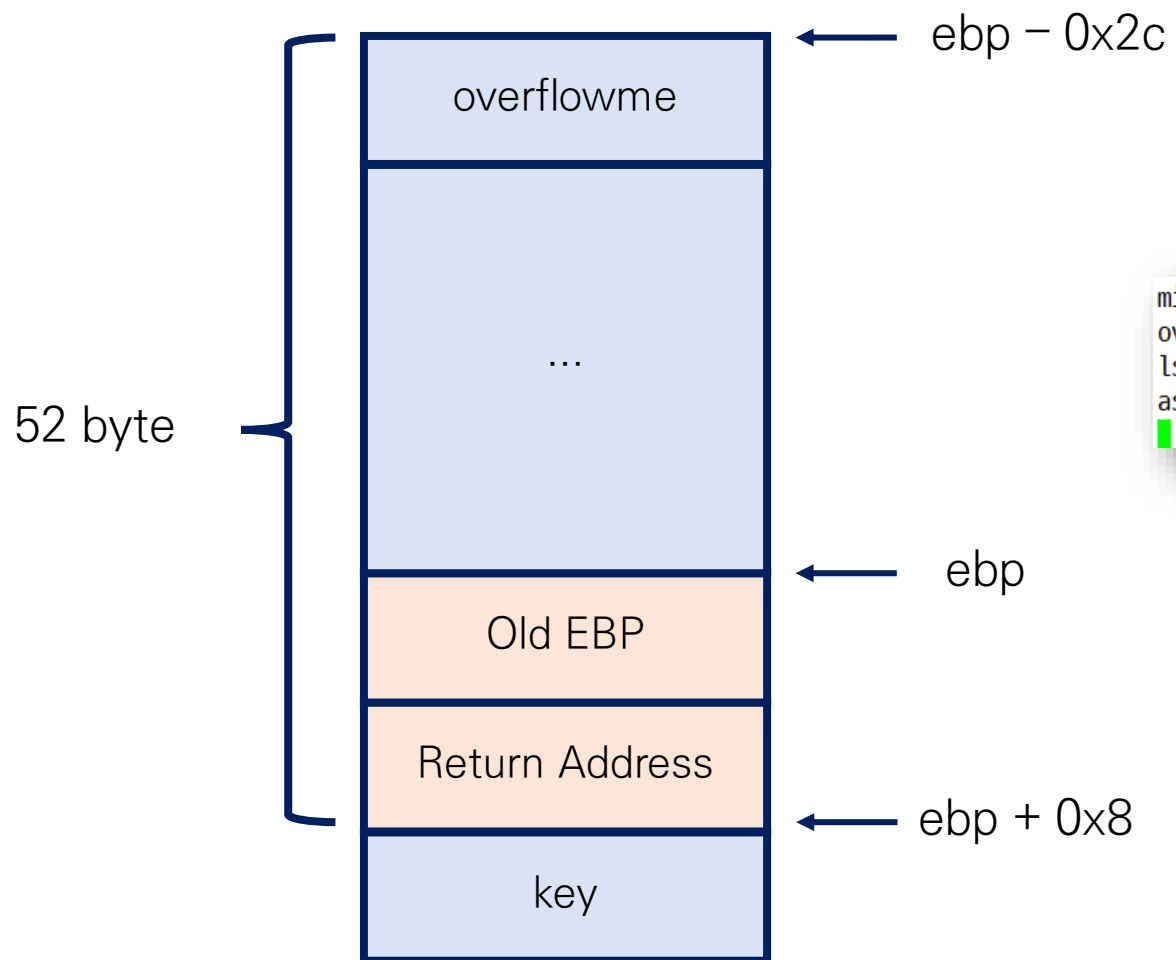 ebp – 0x2c
overflowme
...
52 byte
ebp
Old EBP
Return Address
ebp + 0x8
key